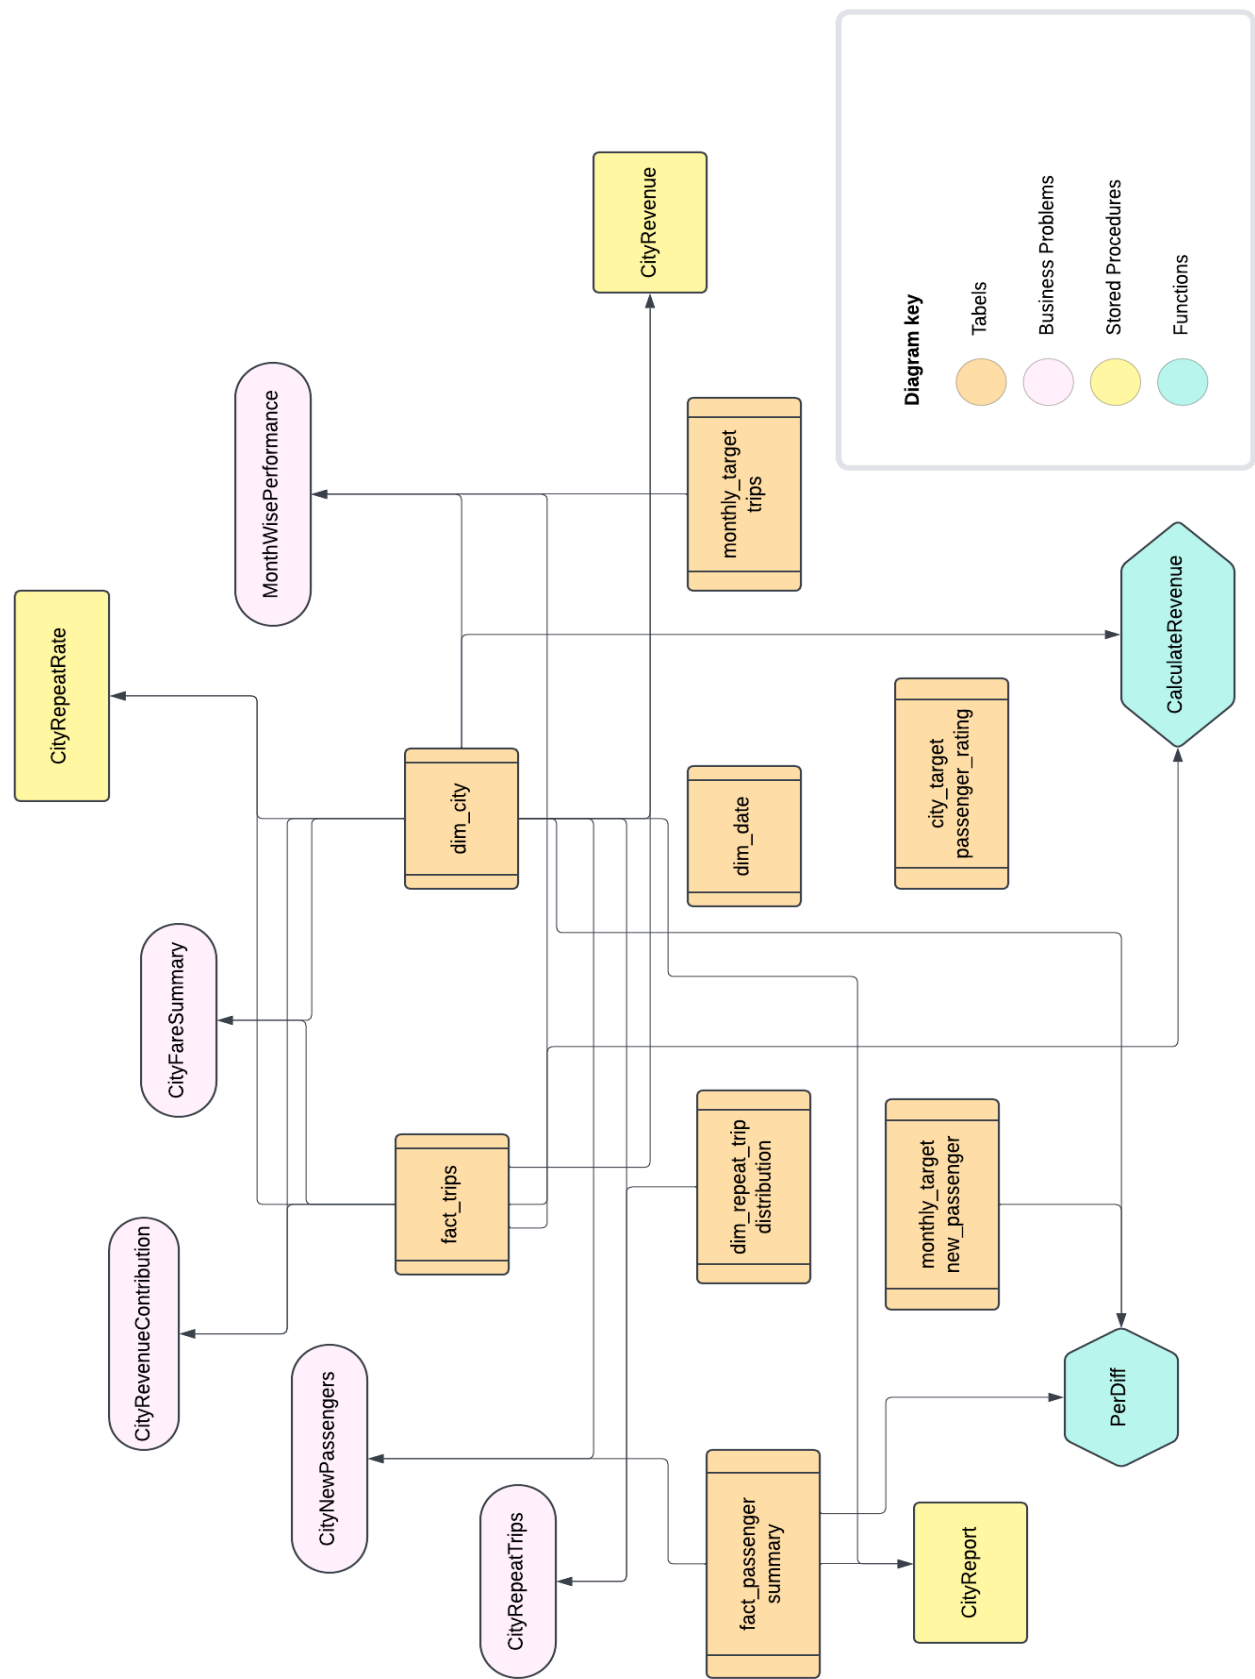 CityRevenueContribution
CityFareSummary
CityRepeatRate
CityNewPassengers
MonthWisePerformance
CityRepeatTrips
fact_trips
dim_city
CityRevenue
fact_passenger
summary
dim_repeat_trip
distribution
dim_date
monthly_target
trips
monthly_target
new_passenger
city_target
passenger_rating
CityReport
PerDiff
CalculateRevenue
Diagram key
Tabels
Business Problems
Stored Procedures
Functions